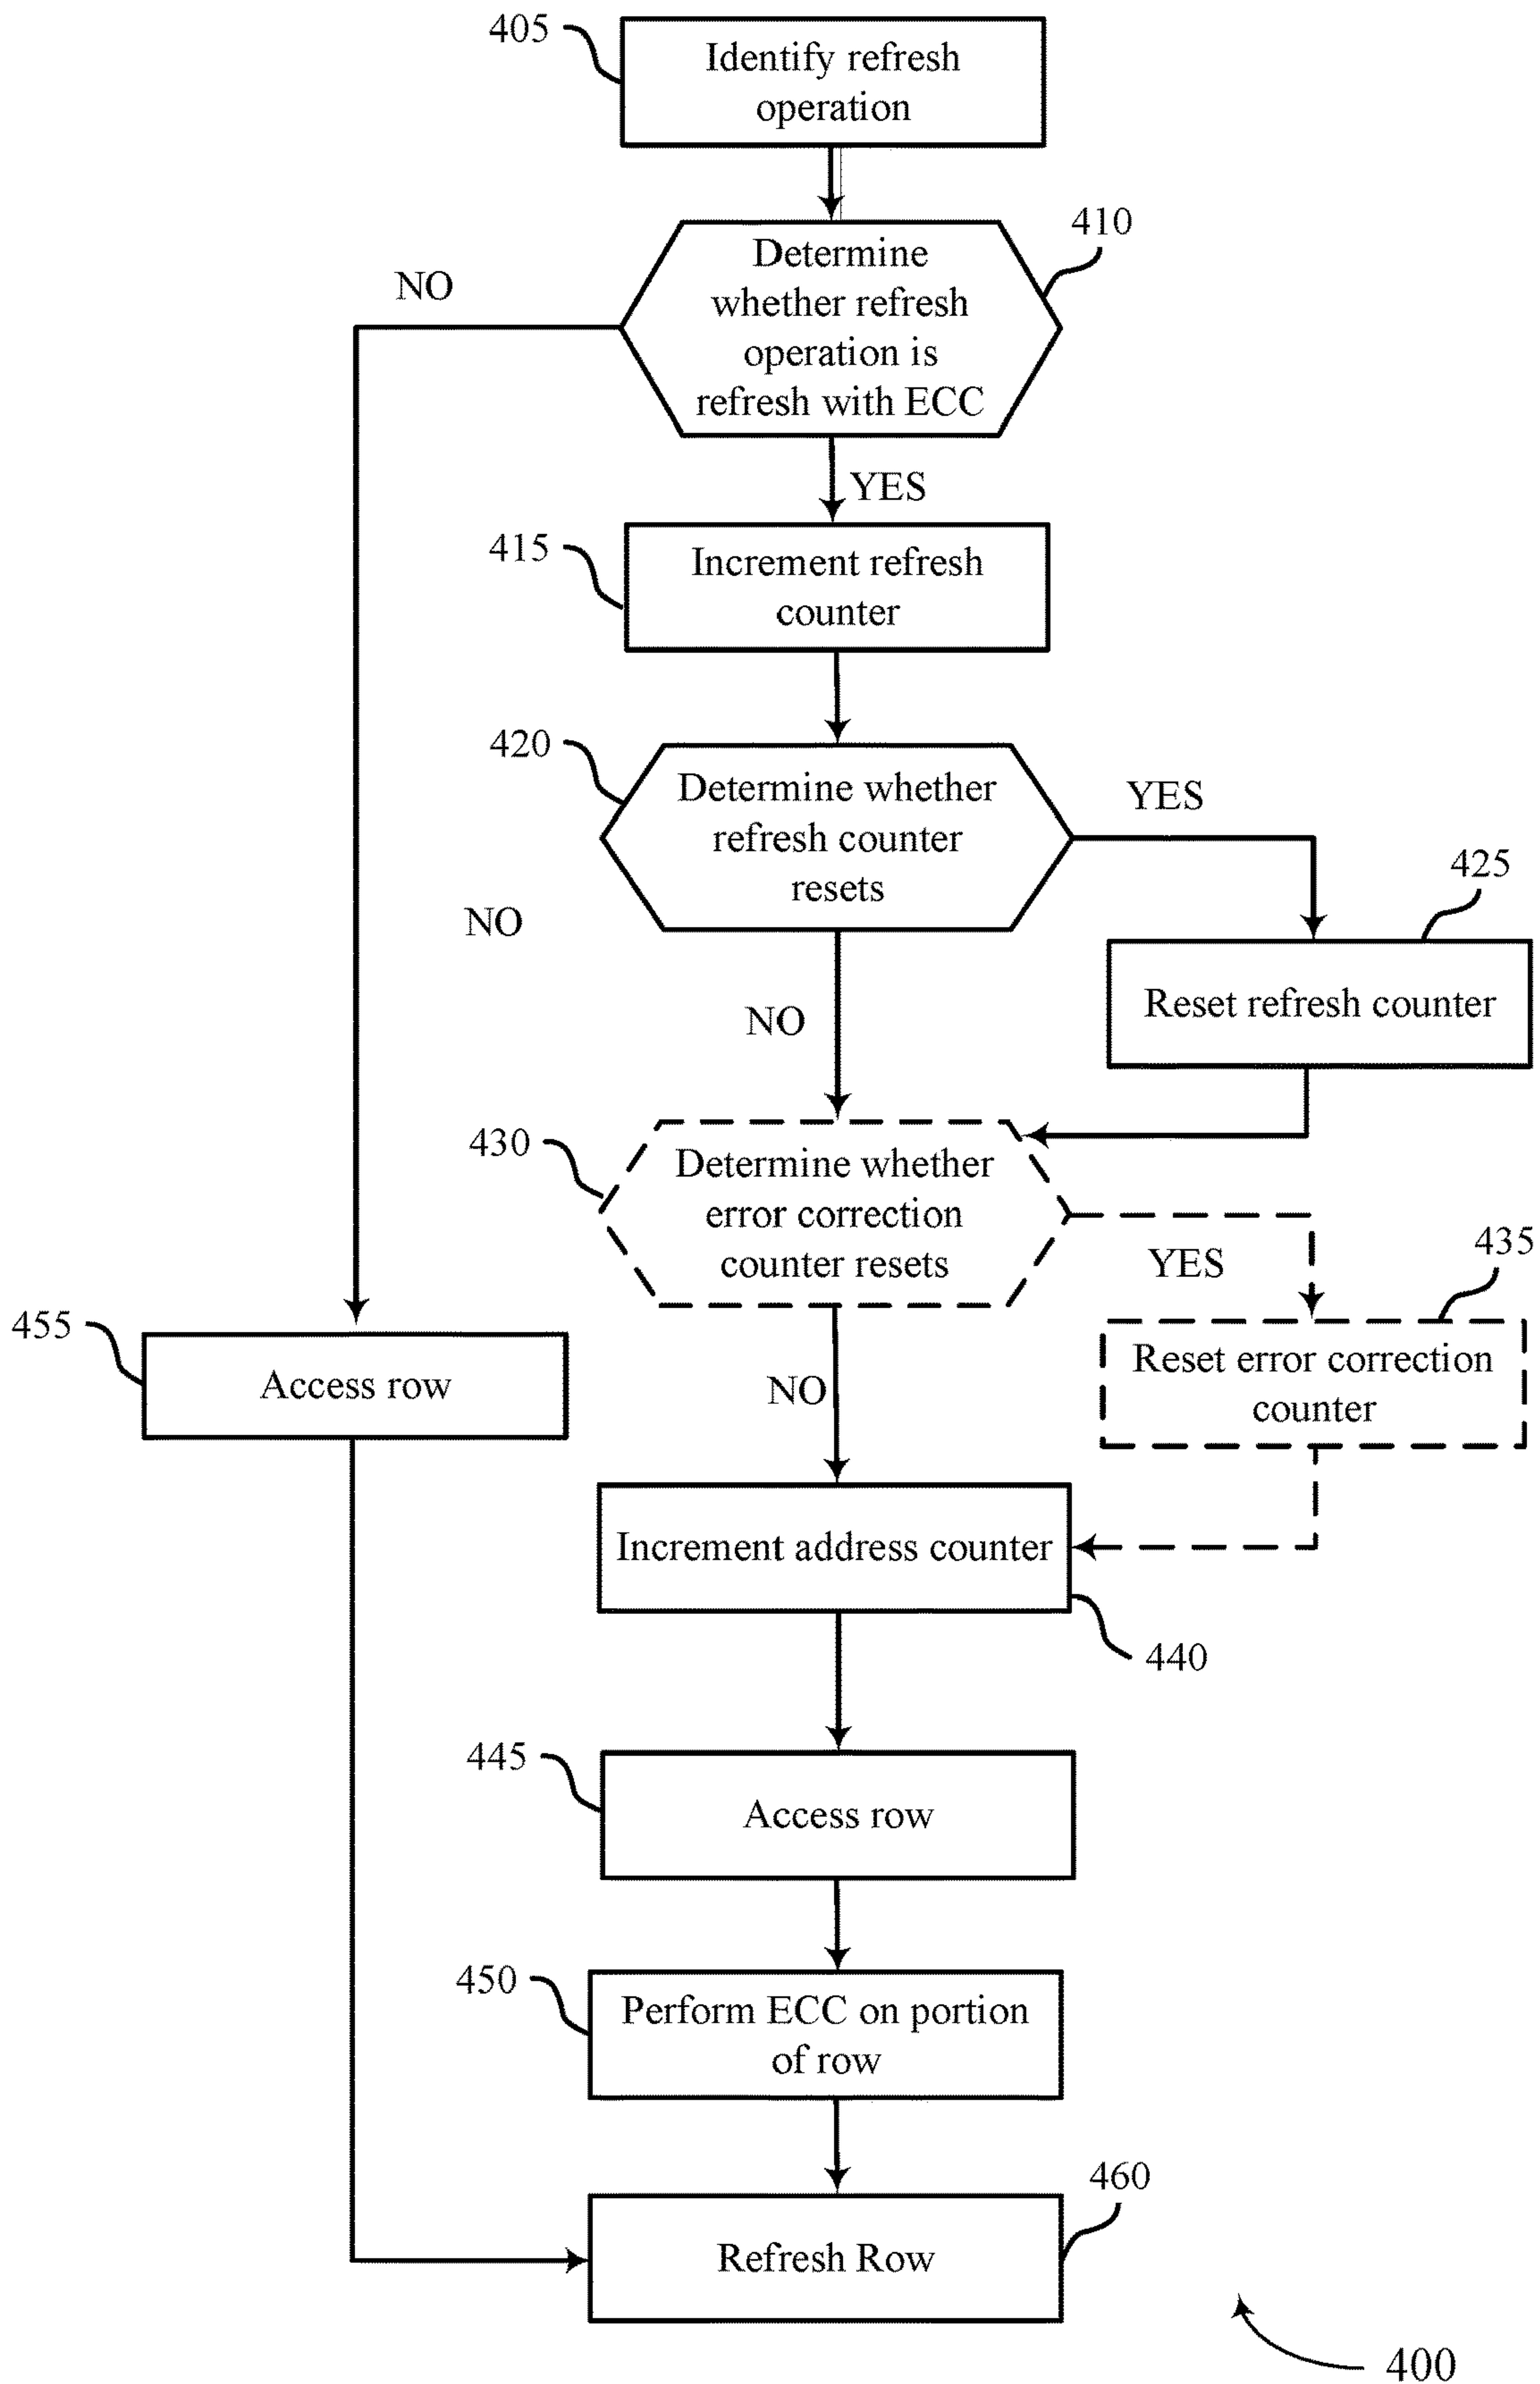 405
Identify refresh
operation
410
Determine
whether refresh
operation is
refresh with ECC
NO
YES
415
Increment refresh
counter
420
Determine whether
refresh counter
resets
YES
NO
NO
425
Reset refresh counter
430
Determine whether
error correction
counter resets
YES
435
Reset error correction
counter
NO
455
Access row
Increment address counter
440
445
Access row
450
Perform ECC on portion
of row
460
Refresh Row
400